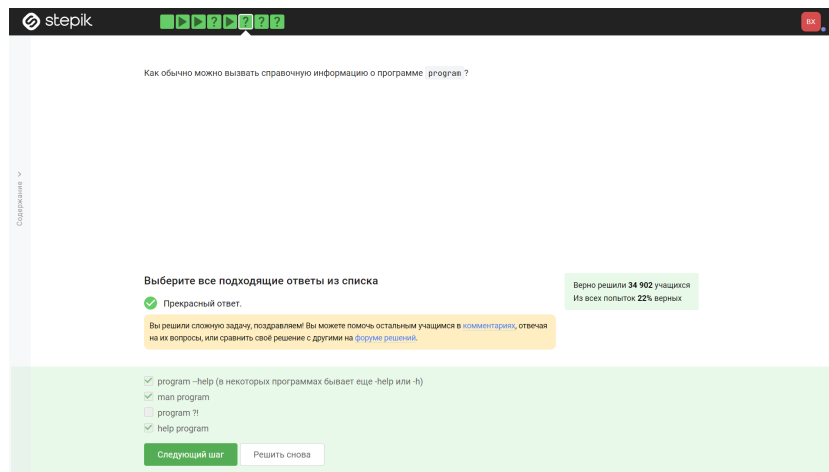 stepik
? ? ? ?
BX
Как обычно можно вызвать справочную информацию о программе program ?
Содержание
Выберите все подходящие ответы из списка
Верно решили 34 902 учащихся
Из всех попыток 22% верных
Прекрасный ответ.
Вы решили сложную задачу, поздравляем! Вы можете помочь остальным учащимся в комментариях, отвечая
на их вопросы, или сравнить своё решение с другими на форуме решений.
program --help (в некоторых программах бывает еще -help или -h)
man program
program ?!
help program
Следующий шаг
Решить снова